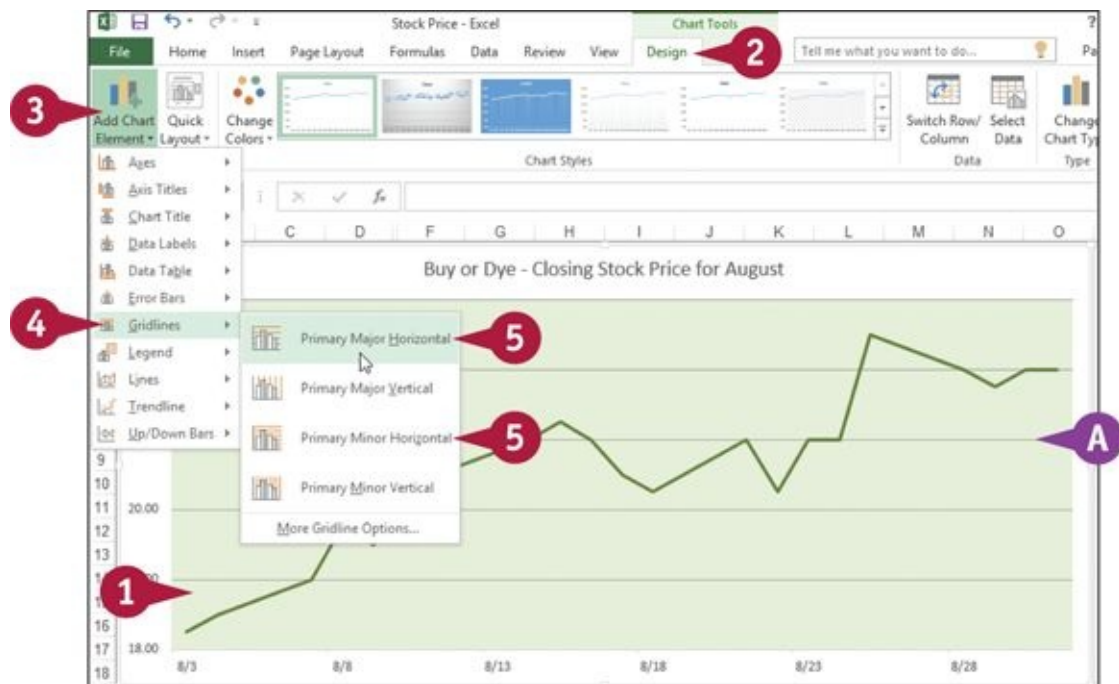 Stock Price - Excel
Chart Tools
?
File Home Insert Page Layout Formulas Data Review View Design
2
Tell me what you want to do...
Pa
3
Add Chart Element
Quick Layout
Change Colors
Switch Row/ Column
Select Data
Change Chart Typ
Chart Styles
Data
Type
Axes
Axis Titles
Chart Title
Data Labels
Data Table
Error Bars
4
Gridlines
Legend
Lines
Trendline
Up/Down Bars
fx
C D F G H I J K L M N O
Buy or Dye - Closing Stock Price for August
Primary Major Horizontal
5
Primary Major Vertical
Primary Minor Horizontal
5
Primary Minor Vertical
More Gridline Options...
A
9
10
11
20.00
12
13
1
16
17
18.00
18
8/3 8/8 8/13 8/18 8/23 8/28